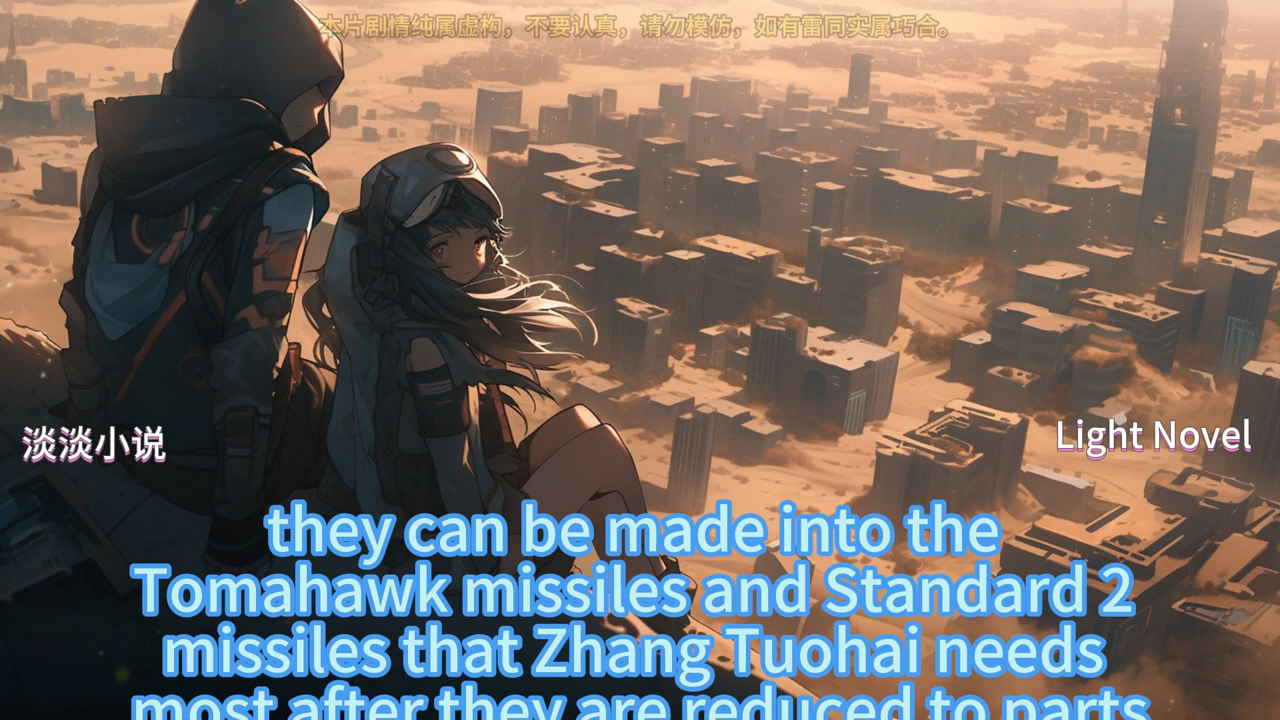 本片剧情纯属虚构，不要认真，请勿模仿，如有雷同实属巧合。
淡淡小说
Light Novel
they can be made into the
Tomahawk missiles and Standard 2
missiles that Zhang Tuohai needs
most after they are reduced to parts